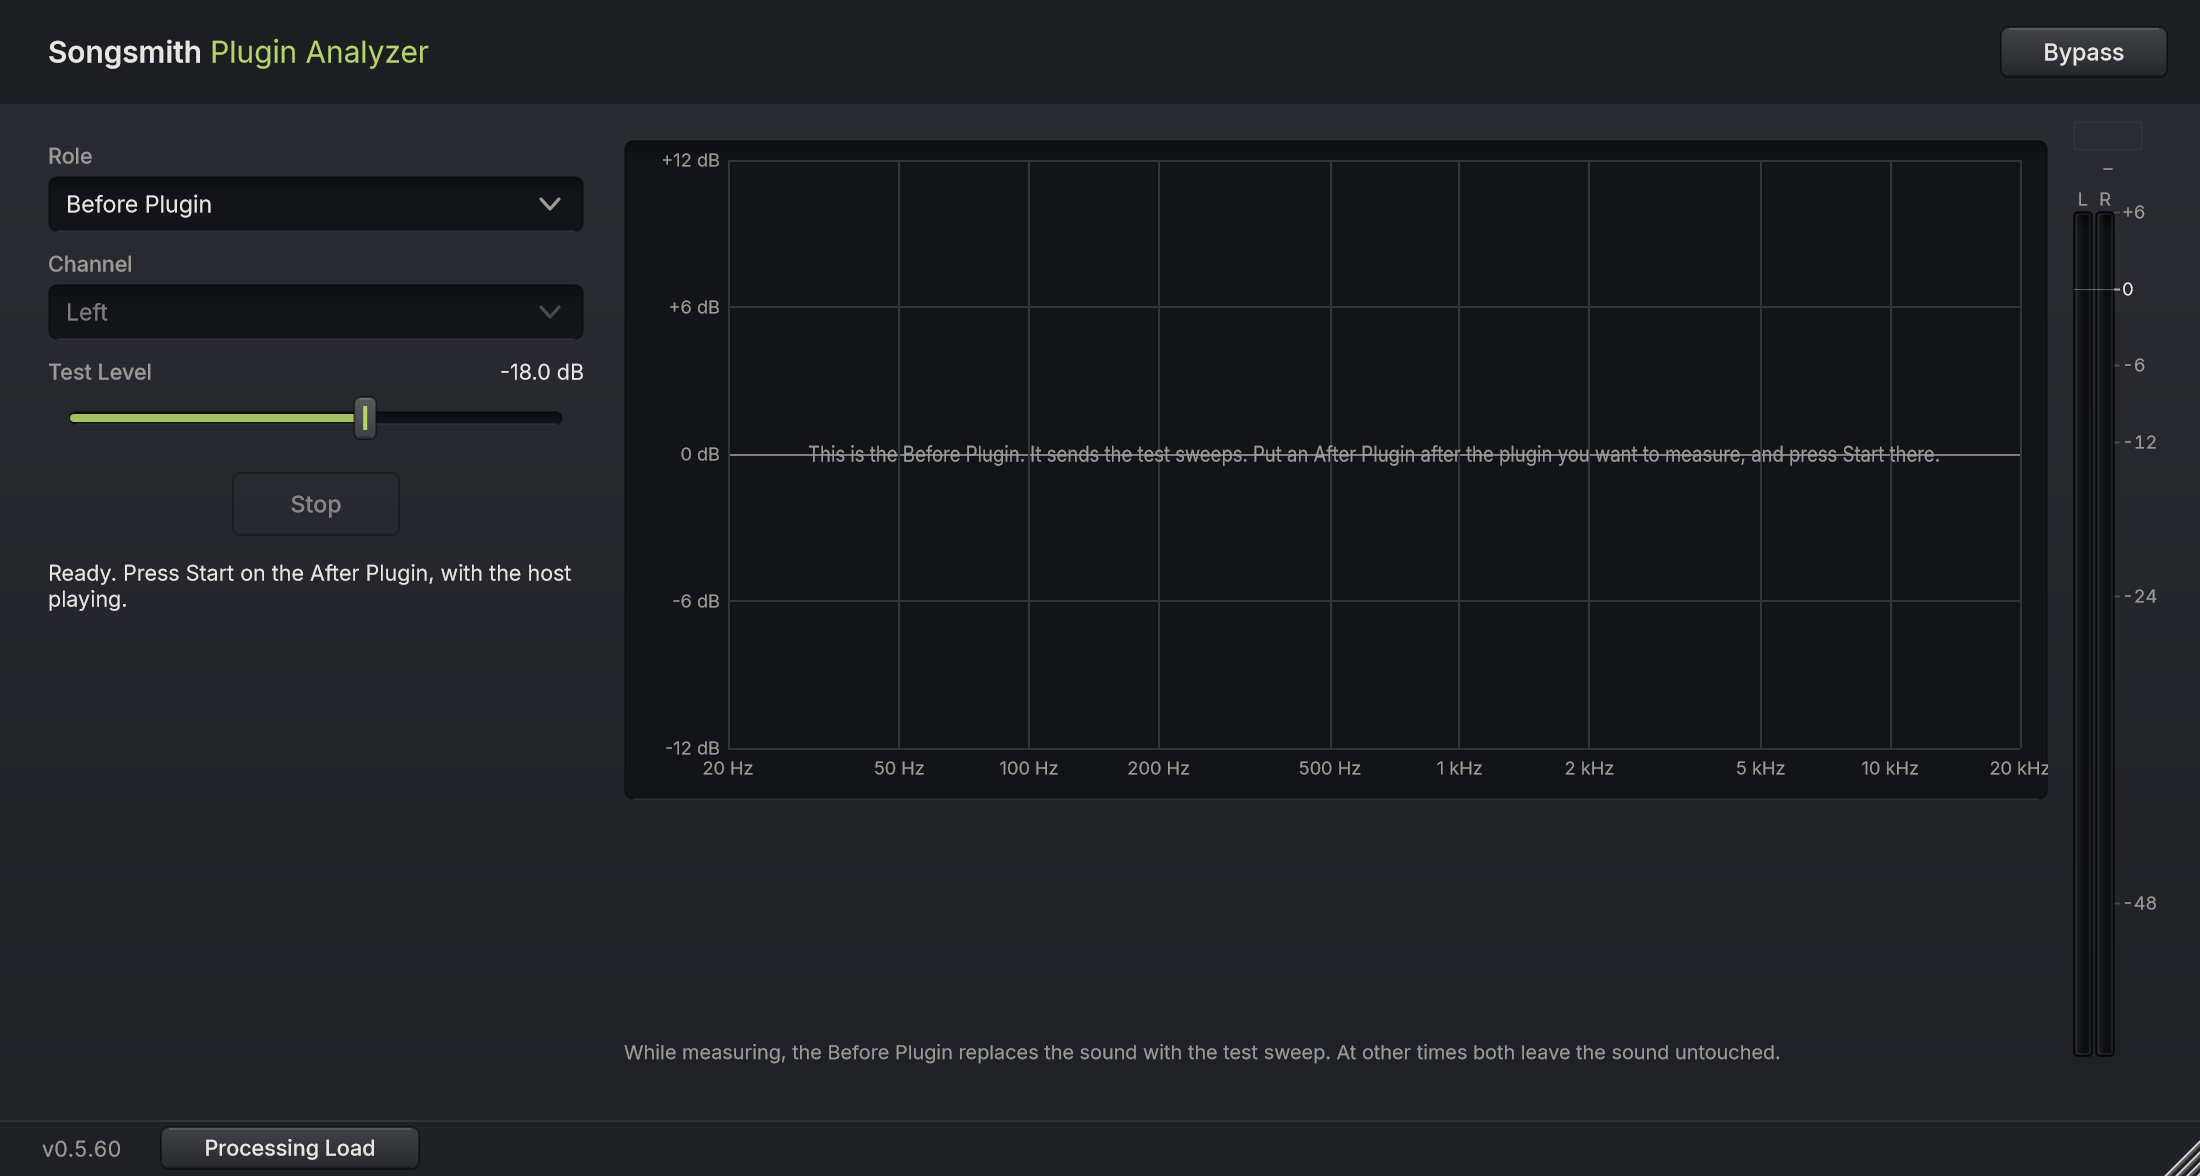 Songsmith Plugin Analyzer
Bypass
Role
Before Plugin
Channel
Left
Test Level -18.0 dB
Stop
Ready. Press Start on the After Plugin, with the host
playing.
+12 dB
+6 dB
0 dB
-6 dB
-12 dB
This is the Before Plugin. It sends the test sweeps. Put an After Plugin after the plugin you want to measure, and press Start there.
20 Hz 50 Hz 100 Hz 200 Hz 500 Hz 1 kHz 2 kHz 5 kHz 10 kHz 20 kHz
–
L R
+6
0
-6
-12
-24
-48
While measuring, the Before Plugin replaces the sound with the test sweep. At other times both leave the sound untouched.
v0.5.60
Processing Load